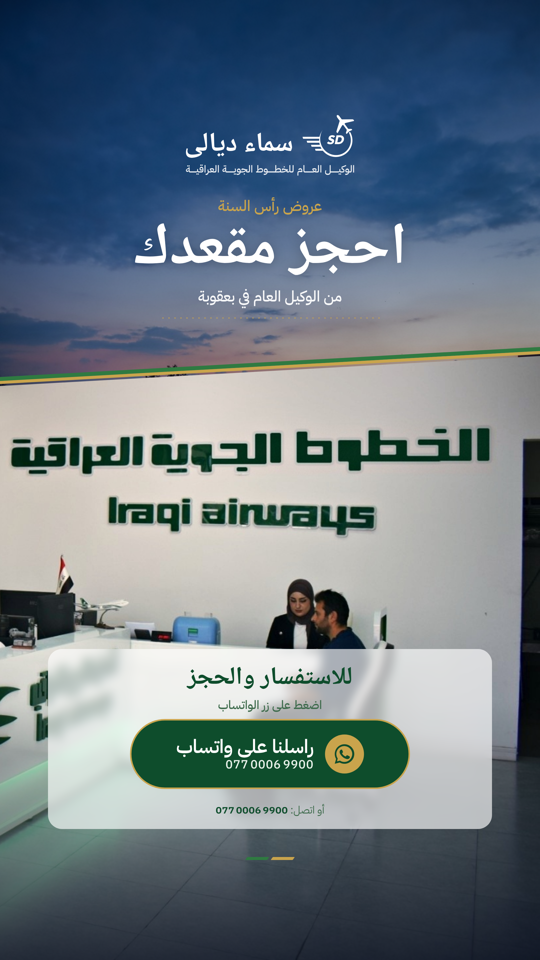 سماء ديالى
SD
الوكيل العام للخطوط الجوية العراقية
عروض رأس السنة
احجز مقعدك
من الوكيل العام في بعقوبة
الخطوط الجوية العراقية
Iraqi airways
للاستفسار والحجز
اضغط على زر الواتساب
راسلنا على واتساب
077 0006 9900
أو اتصل: 077 0006 9900